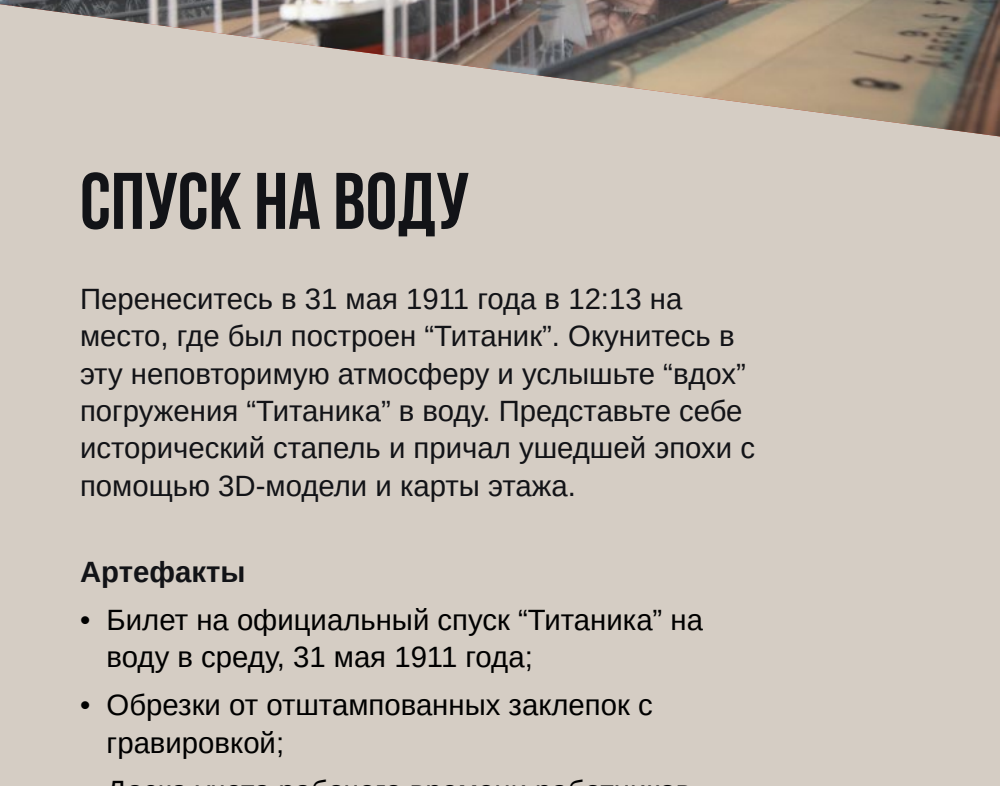 СПУСК НА ВОДУ
Перенеситесь в 31 мая 1911 года в 12:13 на
место, где был построен “Титаник”. Окунитесь в
эту неповторимую атмосферу и услышьте “вдох”
погружения “Титаника” в воду. Представьте себе
исторический стапель и причал ушедшей эпохи с
помощью 3D-модели и карты этажа.
Артефакты
• Билет на официальный спуск “Титаника” на
воду в среду, 31 мая 1911 года;
• Обрезки от отштампованных заклепок с
гравировкой;